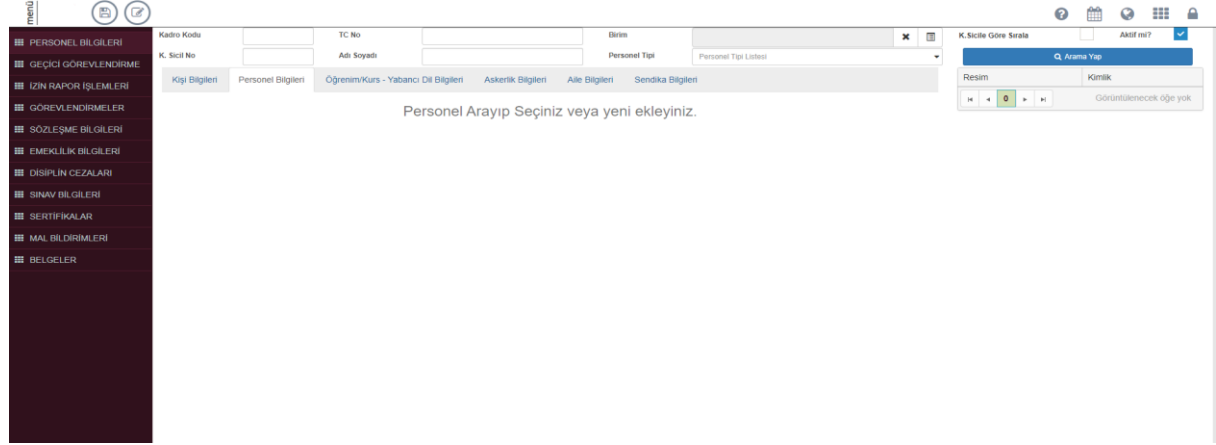 menü
PERSONEL BİLGİLERİ
GEÇİCİ GÖREVLENDİRME
İZİN RAPOR İŞLEMLERİ
GÖREVLENDİRMELER
SÖZLEŞME BİLGİLERİ
EMEKLİLİK BİLGİLERİ
DİSİPLİN CEZALARI
SINAV BİLGİLERİ
SERTİFİKALAR
MAL BİLDİRİMLERİ
BELGELER
Kadro Kodu TC No Birim
K. Sicil No Adı Soyadı Personel Tipi Personel Tipi Listesi
Kişi Bilgileri Personel Bilgileri Öğrenim/Kurs - Yabancı Dil Bilgileri Askerlik Bilgileri Aile Bilgileri Sendika Bilgileri
Personel Arayıp Seçiniz veya yeni ekleyiniz.
K.Sicile Göre Sırala Aktif mi?
Arama Yap
Resim Kimlik
0 Görüntülenecek öğe yok